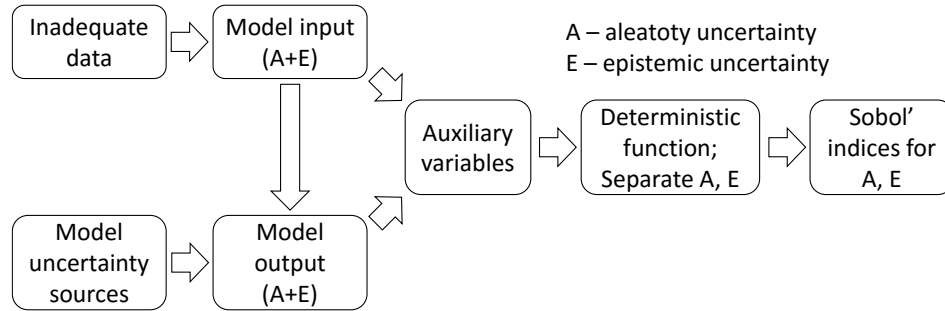 Inadequate
data
Model input
(A+E)
A – aleatoty uncertainty
E – epistemic uncertainty
Auxiliary
variables
Deterministic
function;
Separate A, E
Sobol'
indices for
A, E
Model
uncertainty
sources
Model
output
(A+E)